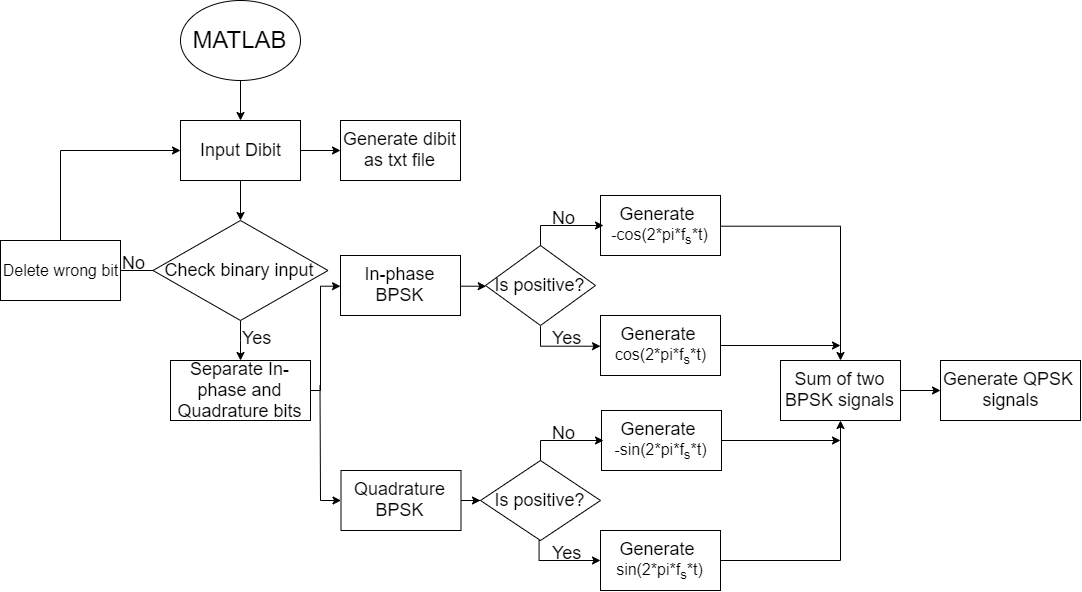 MATLAB
Input Dibit
Generate dibit
as txt file
Delete wrong bit
No
Check binary input
Yes
Separate In-
phase and
Quadrature bits
In-phase
BPSK
Is positive?
No
Generate
-cos(2*pi*fs*t)
Yes
Generate
cos(2*pi*fs*t)
Quadrature
BPSK
Is positive?
No
Generate
-sin(2*pi*fs*t)
Yes
Generate
sin(2*pi*fs*t)
Sum of two
BPSK signals
Generate QPSK
signals